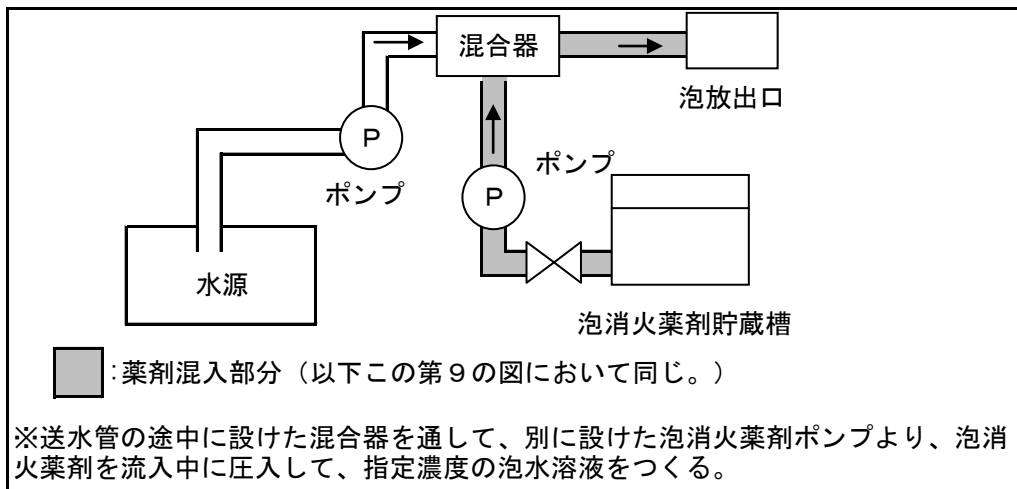 混合器
泡放出口
P
ポンプ
ポンプ
P
水源
泡消火薬剤貯蔵槽
:薬剤混入部分（以下この第９の図において同じ。）
※送水管の途中に設けた混合器を通して、別に設けた泡消火薬剤ポンプより、泡消
火薬剤を流入中に圧入して、指定濃度の泡水溶液をつくる。